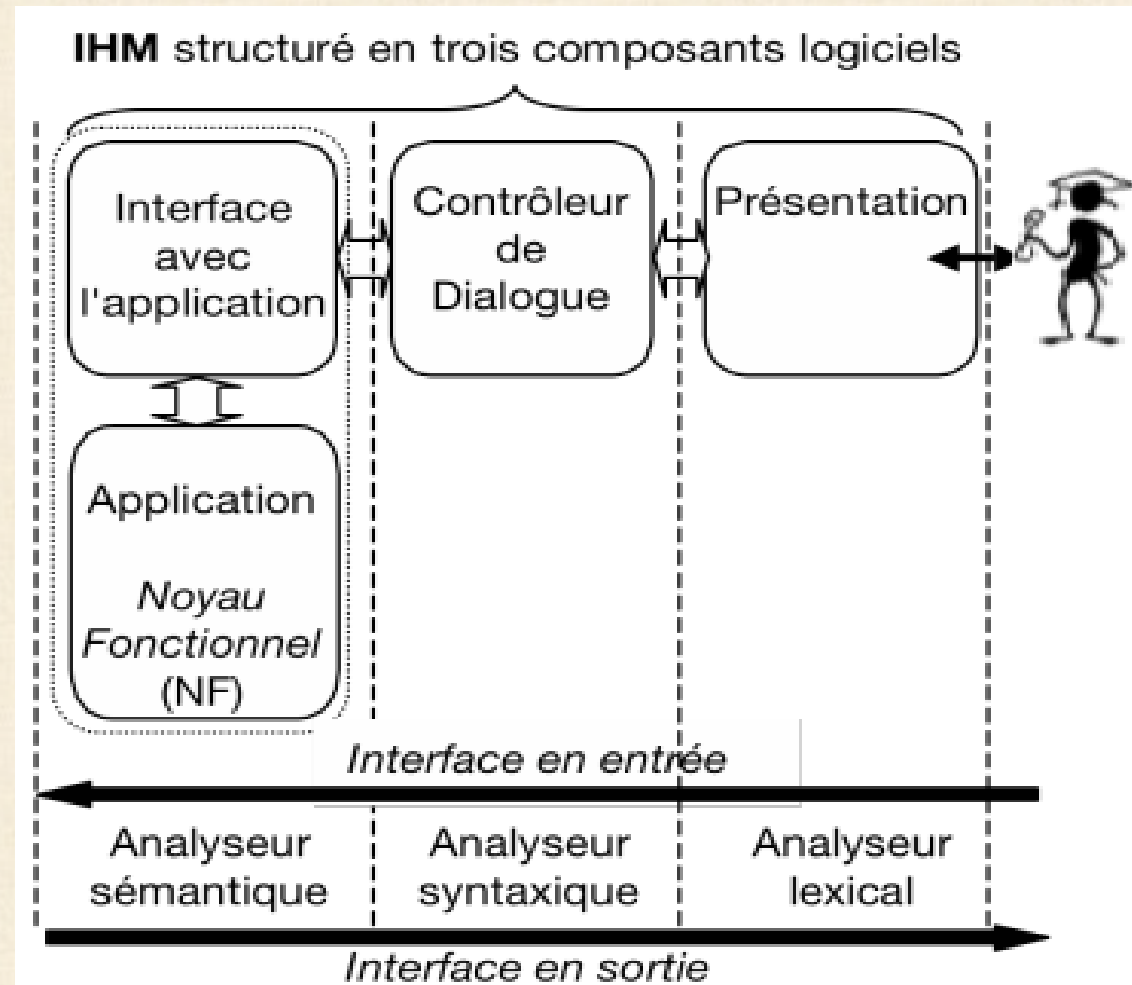 IHM structuré en trois composants logiciels
Interface
avec
l'application
Contrôleur
de
Dialogue
Présentation
Application
Noyau
Fonctionnel
(NF)
Interface en entrée
Analyseur
sémantique
Analyseur
syntaxique
Analyseur
lexical
Interface en sortie